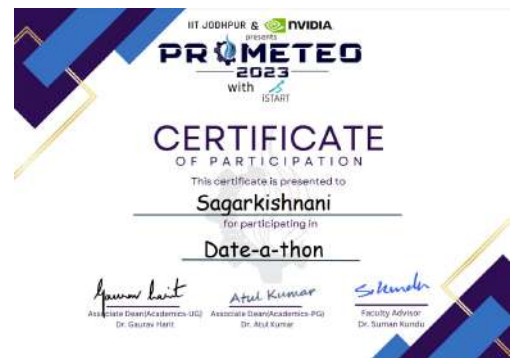 IIT JODHPUR & NVIDIA
presents
PROMETEO
2023
with iSTART
CERTIFICATE
OF PARTICIPATION
This certificate is presented to
Sagarkishnani
for participating in
Date-a-thon
Gaurav Harit Atul Kumar
Associate Dean(Academics-UG) Associate Dean(Academics-PG) Faculty Advisor
Dr. Gaurav Harit Dr. Atul Kumar Dr. Suman Kundu